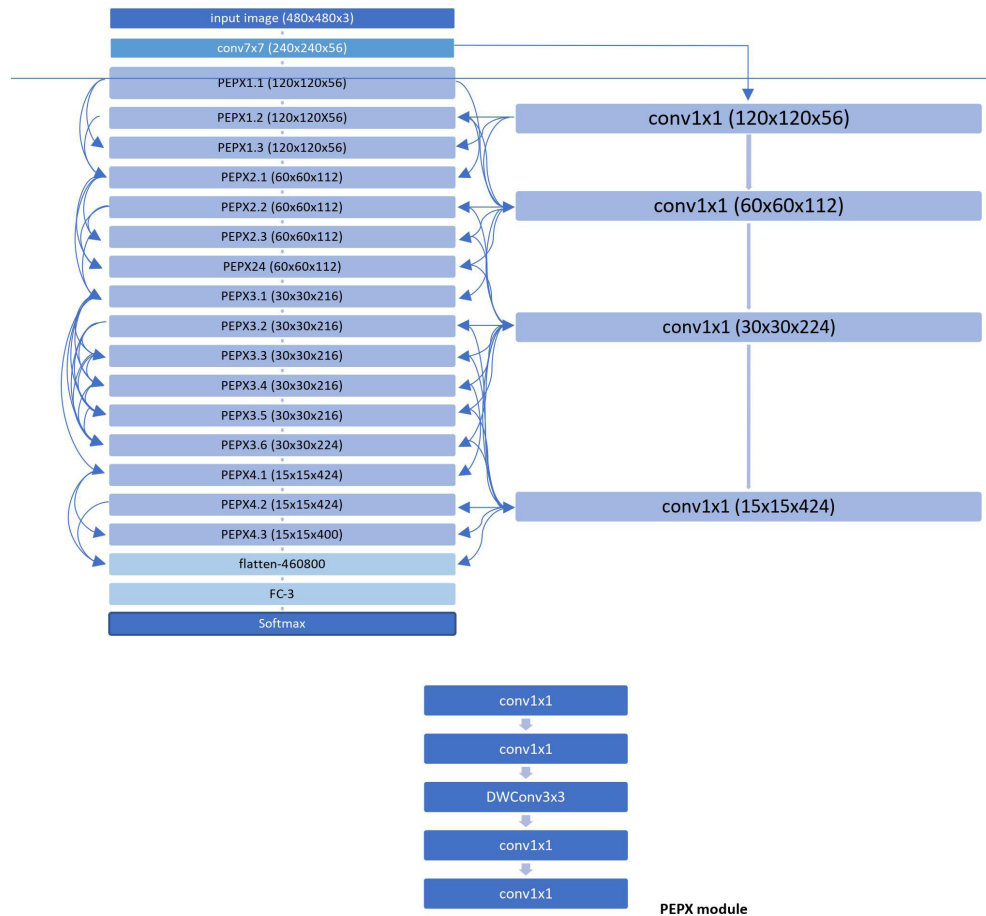 input image (480x480x3)
conv7x7 (240x240x56)
PEPX1.1 (120x120x56)
PEPX1.2 (120x120X56)
PEPX1.3 (120x120x56)
PEPX2.1 (60x60x112)
PEPX2.2 (60x60x112)
PEPX2.3 (60x60x112)
PEPX24 (60x60x112)
PEPX3.1 (30x30x216)
PEPX3.2 (30x30x216)
PEPX3.3 (30x30x216)
PEPX3.4 (30x30x216)
PEPX3.5 (30x30x216)
PEPX3.6 (30x30x224)
PEPX4.1 (15x15x424)
PEPX4.2 (15x15x424)
PEPX4.3 (15x15x400)
flatten-460800
FC-3
Softmax
conv1x1 (120x120x56)
conv1x1 (60x60x112)
conv1x1 (30x30x224)
conv1x1 (15x15x424)
conv1x1
conv1x1
DWConv3x3
conv1x1
conv1x1
PEPX module